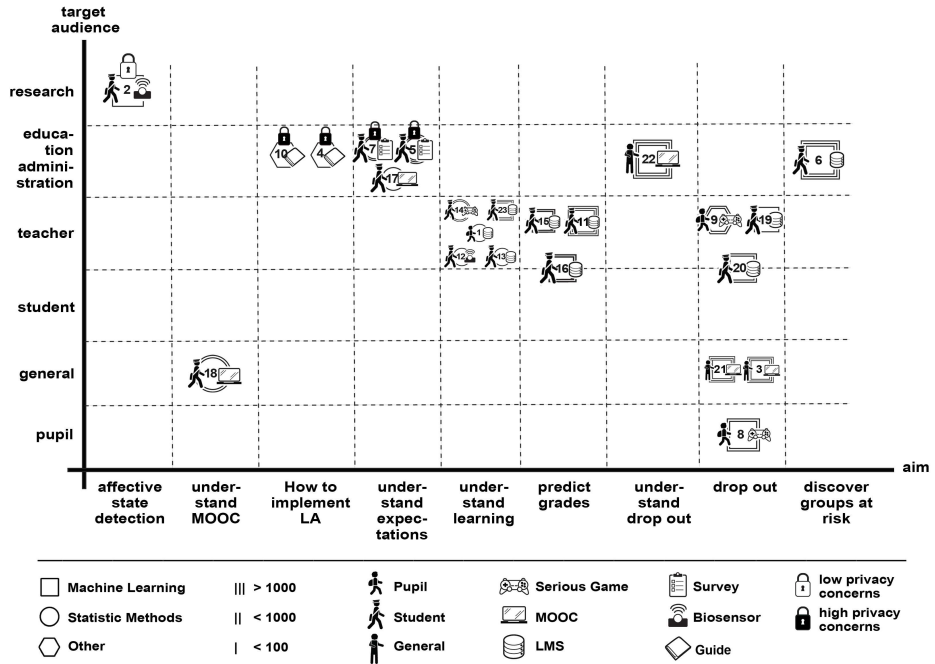 target
audience
research
2
educa-
tion
admini-
stration
10
4
7
5
17
22
6
teacher
14
23
1
12
13
15
11
16
9
19
20
student
general
18
21
3
pupil
8
aim
affective
state
detection
under-
stand
MOOC
How to
implement
LA
under-
stand
expec-
tations
under-
stand
learning
predict
grades
under-
stand
drop out
drop out
discover
groups at
risk
Machine Learning
||| > 1000
Pupil
Serious Game
Survey
low privacy
concerns
Statistic Methods
|| < 1000
Student
MOOC
Biosensor
high privacy
concerns
Other
| < 100
General
LMS
Guide